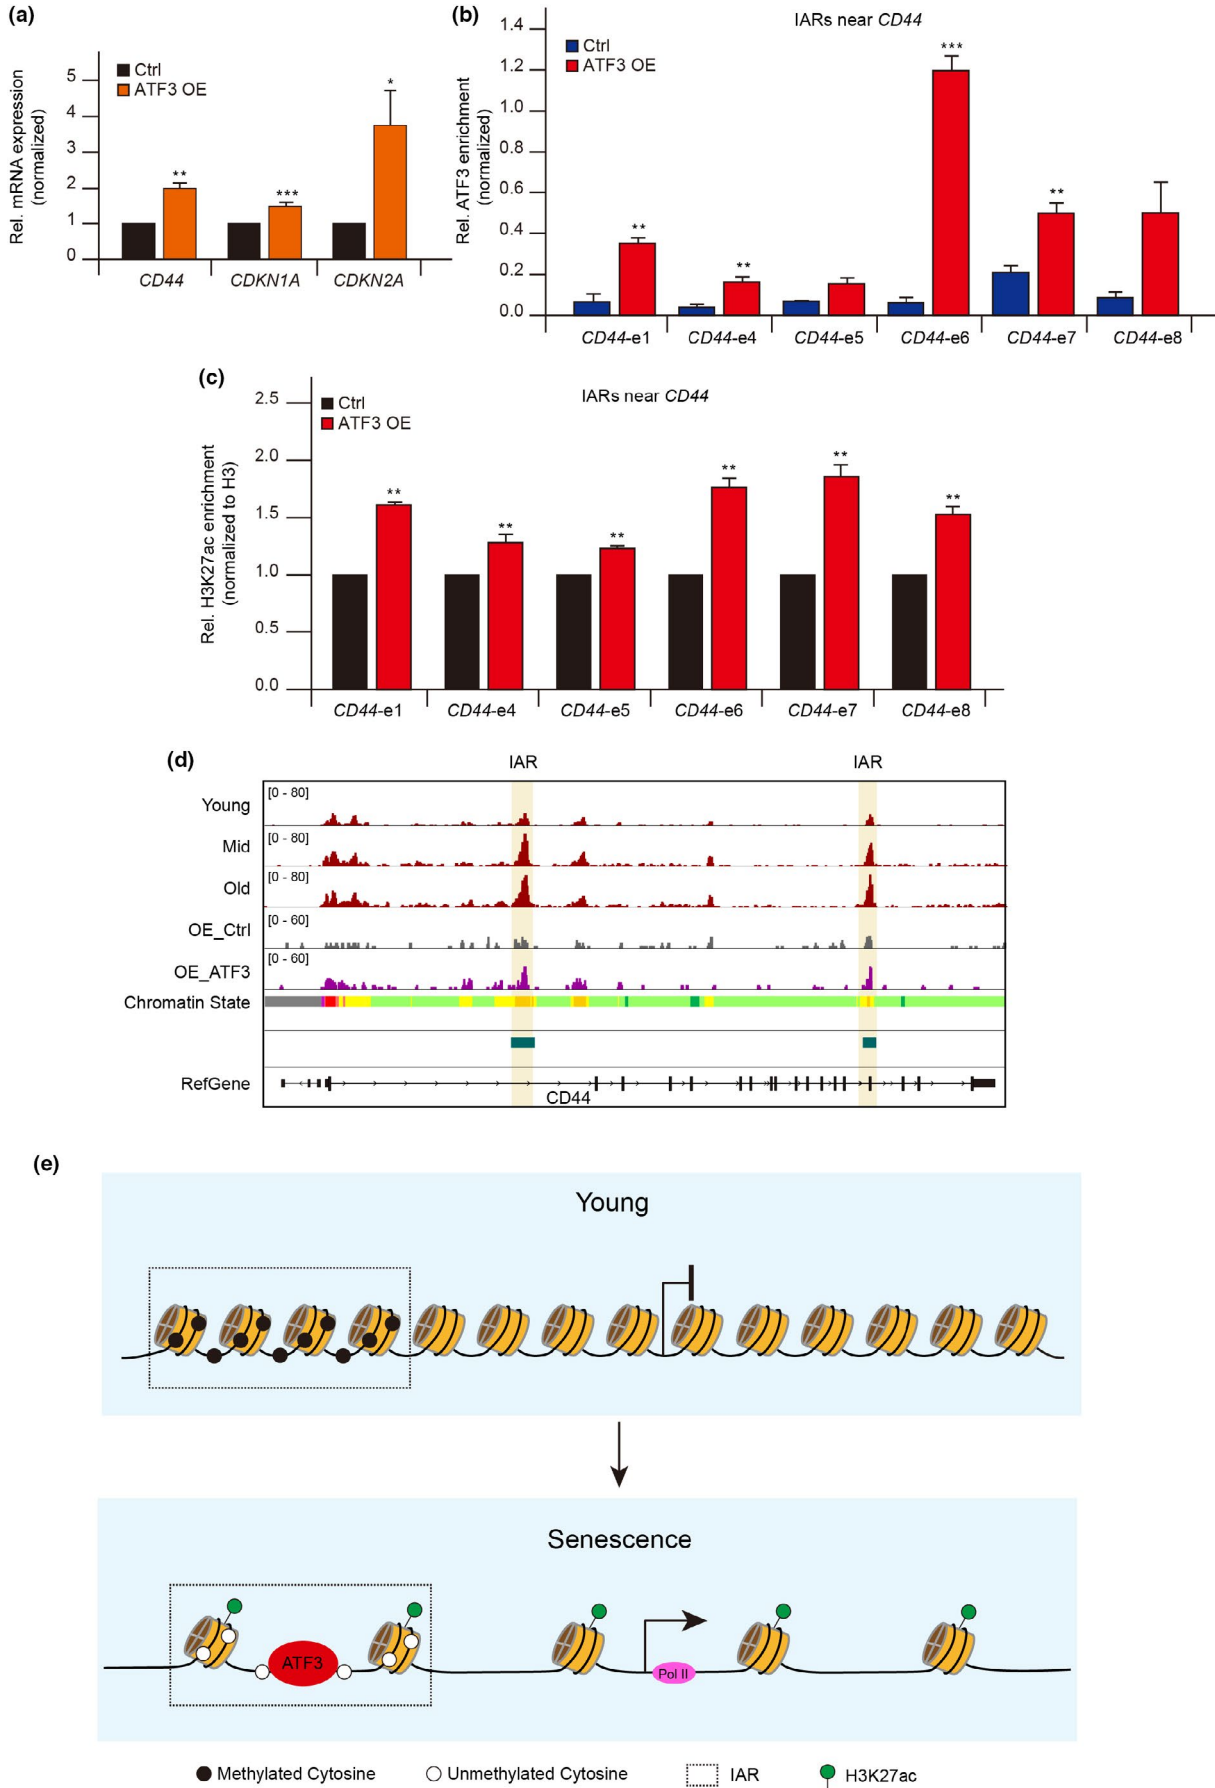 (a)
Rel. mRNA expression
(normalized)
5
4
3
2
1
0
Ctrl
ATF3 OE
**
***
*
CD44
CDKN1A
CDKN2A
(b)
IARs near CD44
Rel. ATF3 enrichment
(normalized)
1.4
1.2
1.0
0.8
0.6
0.4
0.2
0.0
Ctrl
ATF3 OE
**
**
***
**
CD44-e1
CD44-e4
CD44-e5
CD44-e6
CD44-e7
CD44-e8
(c)
IARs near CD44
Rel. H3K27ac enrichment
(normalized to H3)
2.5
2.0
1.5
1.0
0.5
0.0
Ctrl
ATF3 OE
**
**
**
**
**
**
CD44-e1
CD44-e4
CD44-e5
CD44-e6
CD44-e7
CD44-e8
(d)
IAR
IAR
Young
[0 - 80]
Mid
[0 - 80]
Old
[0 - 80]
OE_Ctrl
[0 - 60]
OE_ATF3
[0 - 60]
Chromatin State
RefGene
CD44
(e)
Young
Senescence
ATF3
Pol II
Methylated Cytosine
Unmethylated Cytosine
IAR
H3K27ac